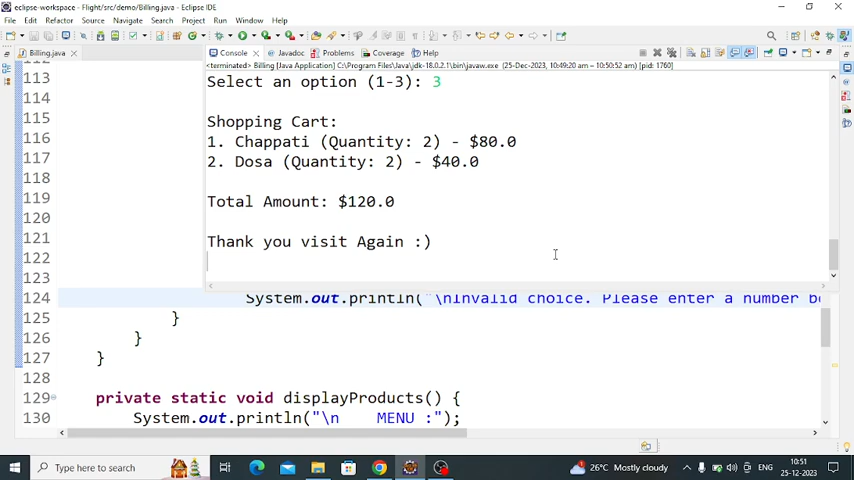 eclipse-workspace - Flight/src/demo/Billing.java - Eclipse IDE
File Edit Refactor Source Navigate Search Project Run Window Help
Billing.java
Console Javadoc Problems Coverage Help
<terminated> Billing [Java Application] C:\Program Files\Java\jdk-18.0.2.1\bin\javaw.exe (25-Dec-2023, 10:49:20 am – 10:50:52 am) [pid: 1760]
113 Select an option (1-3): 3
114
115 Shopping Cart:
116 1. Chappati (Quantity: 2) - $80.0
117 2. Dosa (Quantity: 2) - $40.0
118
119 Total Amount: $120.0
120
121 Thank you visit Again :)
122
123
124 System.out.println("\nInvalid choice. Please enter a number b
125 }
126 }
127 }
128
129 private static void displayProducts() {
130 System.out.println("\n    MENU :");
Type here to search
26°C Mostly cloudy
ENG
10:51
25-12-2023